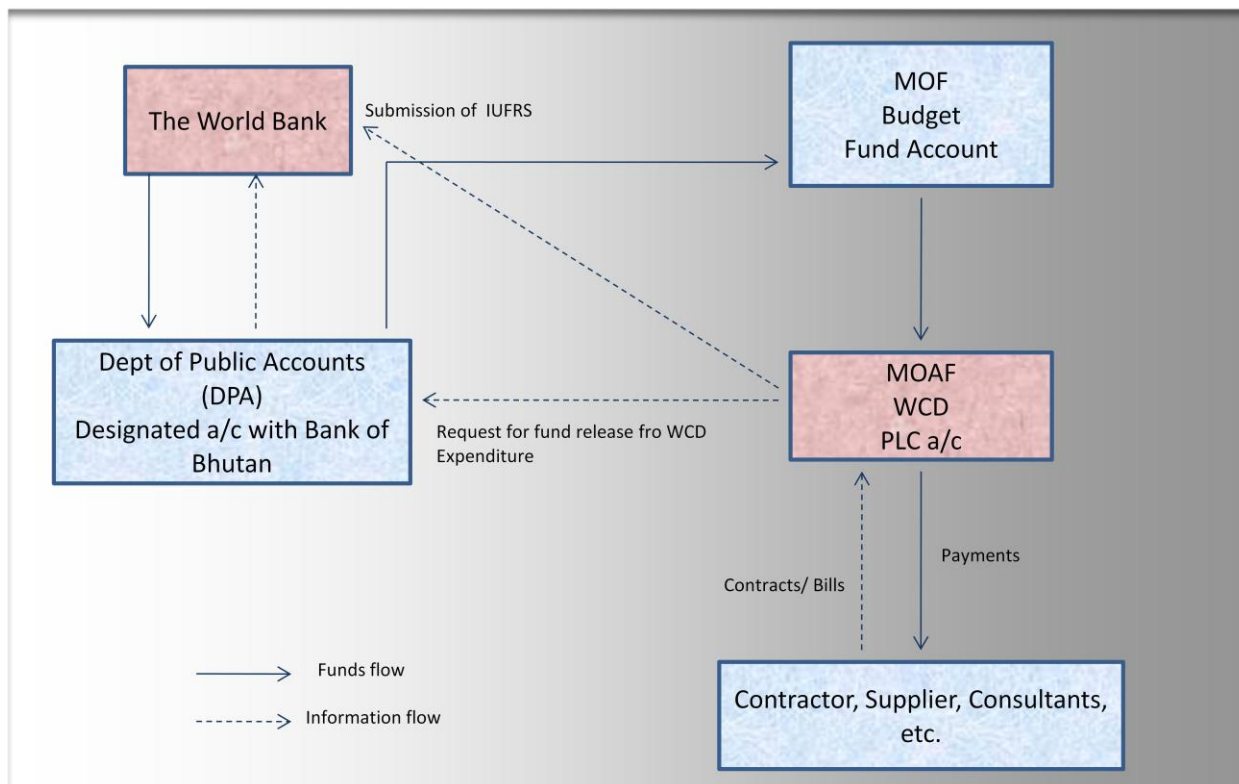 The World Bank
Submission of IUFRS
MOF
Budget
Fund Account
Dept of Public Accounts
(DPA)
Designated a/c with Bank of
Bhutan
Request for fund release fro WCD
Expenditure
MOAF
WCD
PLC a/c
Contracts/ Bills
Payments
Funds flow
Information flow
Contractor, Supplier, Consultants,
etc.